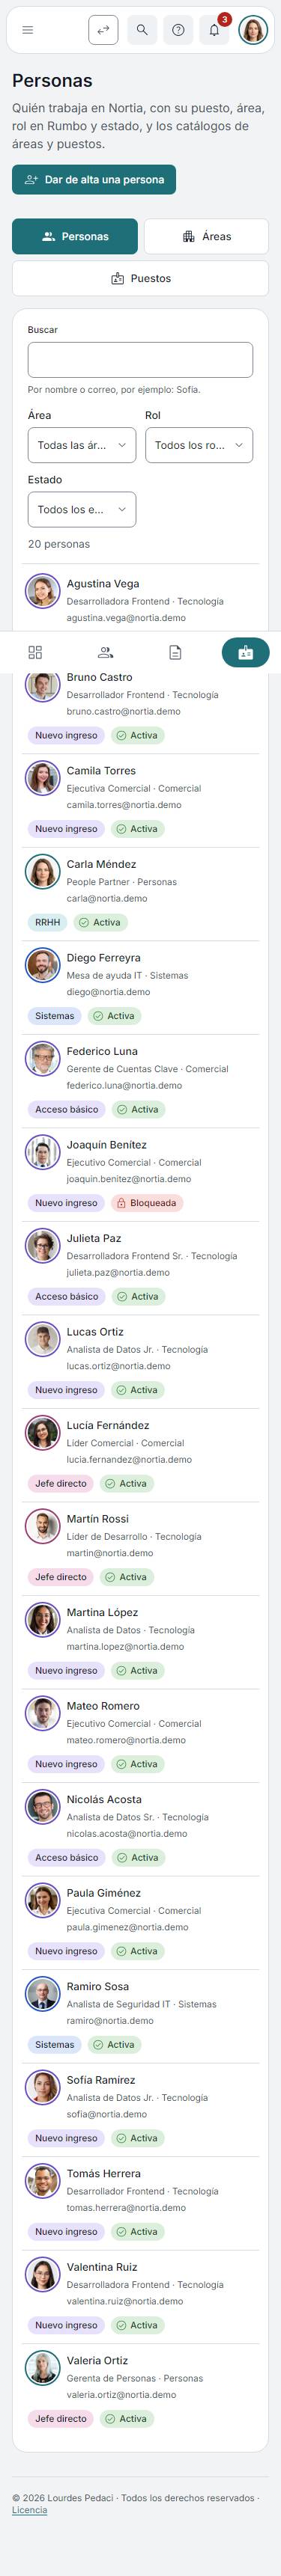 3
Personas
Quién trabaja en Nortia, con su puesto, área,
rol en Rumbo y estado, y los catálogos de
áreas y puestos.
Dar de alta una persona
Personas
Áreas
Puestos
Buscar
Por nombre o correo, por ejemplo: Sofía.
Área
Rol
Todas las ár...
Todos los ro...
Estado
Todos los e...
20 personas
Agustina Vega
Desarrolladora Frontend · Tecnología
agustina.vega@nortia.demo
Bruno Castro
Desarrollador Frontend · Tecnología
bruno.castro@nortia.demo
Nuevo ingreso
Activa
Camila Torres
Ejecutiva Comercial · Comercial
camila.torres@nortia.demo
Nuevo ingreso
Activa
Carla Méndez
People Partner · Personas
carla@nortia.demo
RRHH
Activa
Diego Ferreyra
Mesa de ayuda IT · Sistemas
diego@nortia.demo
Sistemas
Activa
Federico Luna
Gerente de Cuentas Clave · Comercial
federico.luna@nortia.demo
Acceso básico
Activa
Joaquín Benítez
Ejecutivo Comercial · Comercial
joaquin.benitez@nortia.demo
Nuevo ingreso
Bloqueada
Julieta Paz
Desarrolladora Frontend Sr. · Tecnología
julieta.paz@nortia.demo
Acceso básico
Activa
Lucas Ortiz
Analista de Datos Jr. · Tecnología
lucas.ortiz@nortia.demo
Nuevo ingreso
Activa
Lucía Fernández
Líder Comercial · Comercial
lucia.fernandez@nortia.demo
Jefe directo
Activa
Martín Rossi
Líder de Desarrollo · Tecnología
martin@nortia.demo
Jefe directo
Activa
Martina López
Analista de Datos · Tecnología
martina.lopez@nortia.demo
Nuevo ingreso
Activa
Mateo Romero
Ejecutivo Comercial · Comercial
mateo.romero@nortia.demo
Nuevo ingreso
Activa
Nicolás Acosta
Analista de Datos Sr. · Tecnología
nicolas.acosta@nortia.demo
Acceso básico
Activa
Paula Giménez
Ejecutiva Comercial · Comercial
paula.gimenez@nortia.demo
Nuevo ingreso
Activa
Ramiro Sosa
Analista de Seguridad IT · Sistemas
ramiro@nortia.demo
Sistemas
Activa
Sofía Ramírez
Analista de Datos Jr. · Tecnología
sofia@nortia.demo
Nuevo ingreso
Activa
Tomás Herrera
Desarrollador Frontend · Tecnología
tomas.herrera@nortia.demo
Nuevo ingreso
Activa
Valentina Ruiz
Desarrolladora Frontend · Tecnología
valentina.ruiz@nortia.demo
Nuevo ingreso
Activa
Valeria Ortiz
Gerenta de Personas · Personas
valeria.ortiz@nortia.demo
Jefe directo
Activa
© 2026 Lourdes Pedaci · Todos los derechos reservados ·
Licencia